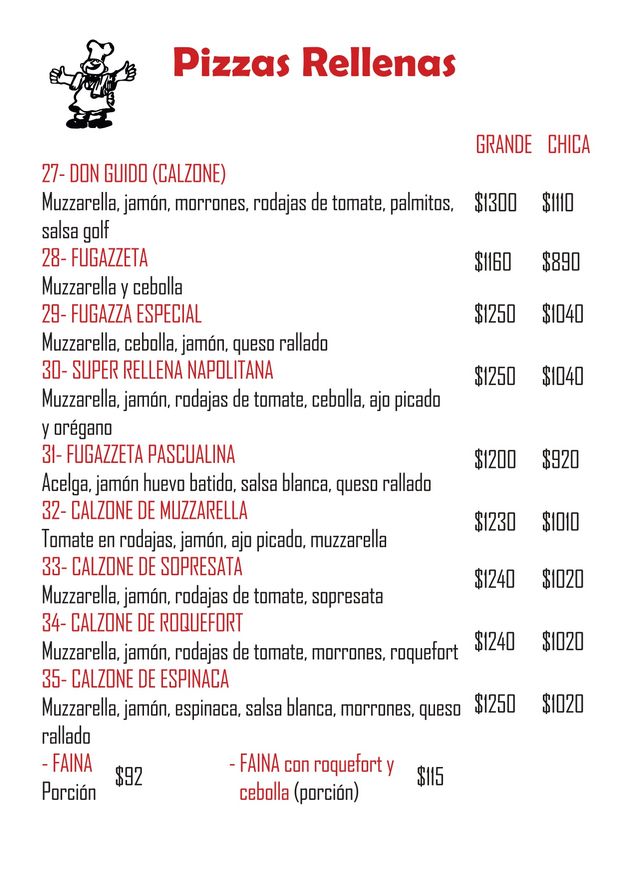 Pizzas Rellenas
GRANDE CHICA
27- DON GUIDO (CALZONE)
Muzzarella, jamón, morrones, rodajas de tomate, palmitos, $1300 $1110
salsa golf
28- FUGAZZETA $1160 $890
Muzzarella y cebolla
29- FUGAZZA ESPECIAL $1250 $1040
Muzzarella, cebolla, jamón, queso rallado
30- SUPER RELLENA NAPOLITANA $1250 $1040
Muzzarella, jamón, rodajas de tomate, cebolla, ajo picado
y orégano
31- FUGAZZETA PASCUALINA $1200 $920
Acelga, jamón huevo batido, salsa blanca, queso rallado
32- CALZONE DE MUZZARELLA $1230 $1010
Tomate en rodajas, jamón, ajo picado, muzzarella
33- CALZONE DE SOPRESATA $1240 $1020
Muzzarella, jamón, rodajas de tomate, sopresata
34- CALZONE DE ROQUEFORT
Muzzarella, jamón, rodajas de tomate, morrones, roquefort $1240 $1020
35- CALZONE DE ESPINACA
Muzzarella, jamón, espinaca, salsa blanca, morrones, queso $1250 $1020
rallado
- FAINA $92 - FAINA con roquefort y $115
Porción cebolla (porción)